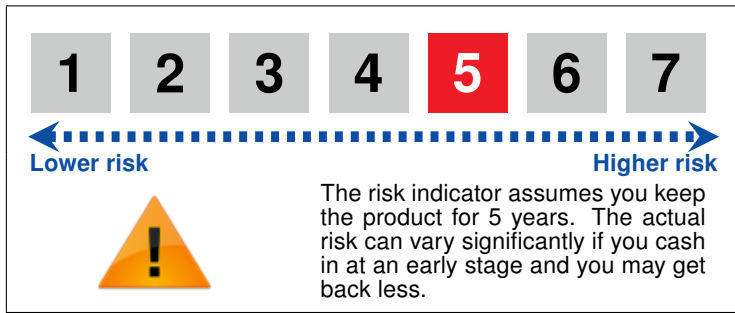 1 2 3 4 5 6 7
Lower risk Higher risk
The risk indicator assumes you keep
the product for 5 years. The actual
risk can vary significantly if you cash
in at an early stage and you may get
back less.